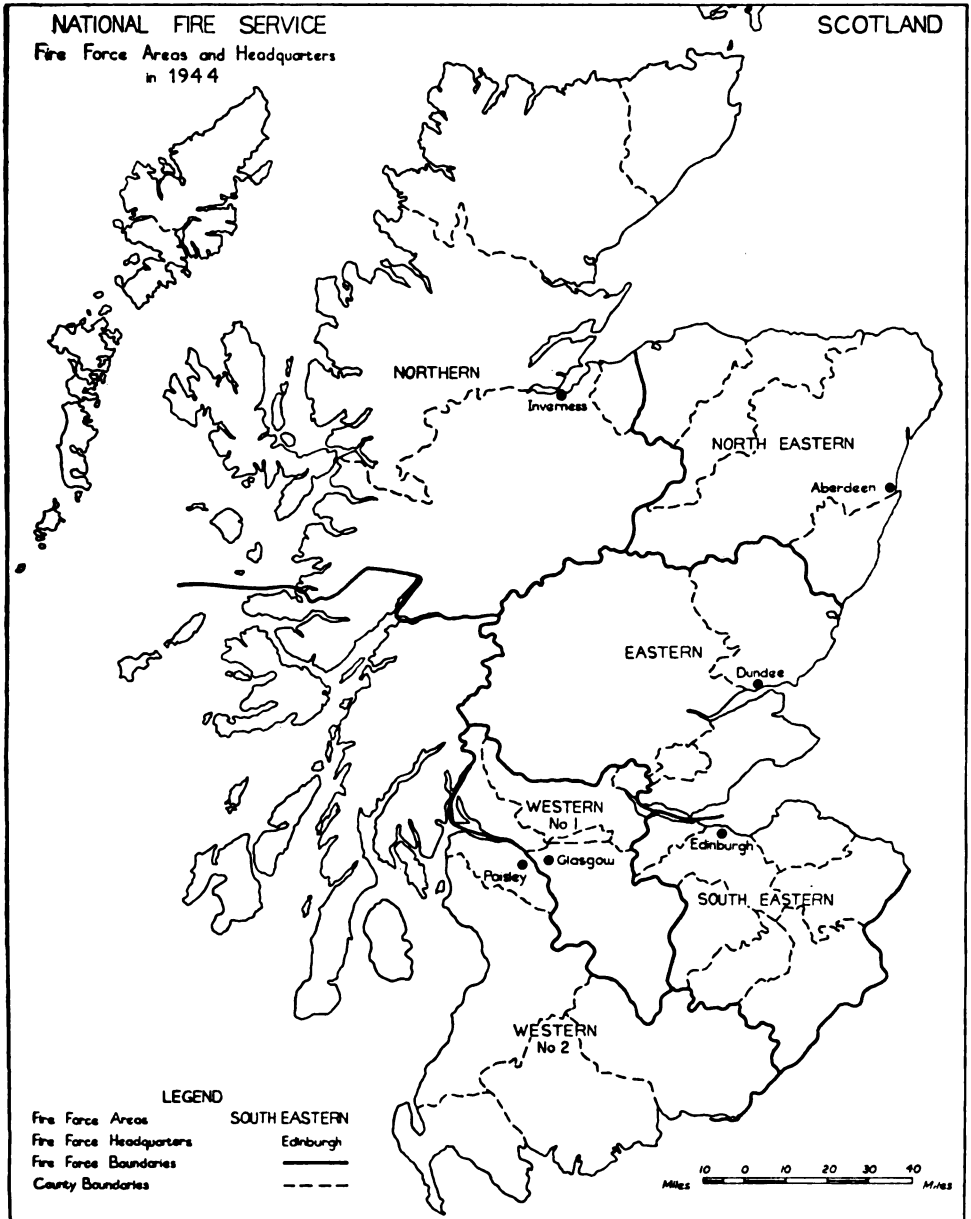 NATIONAL FIRE SERVICE
Fire Force Areas and Headquarters
in 1944
SCOTLAND
NORTHERN
Inverness
NORTH EASTERN
Aberdeen
EASTERN
Dundee
WESTERN
No 1
Edinburgh
Paisley
Glasgow
SOUTH EASTERN
WESTERN
No 2
LEGEND
Fire Force Areas SOUTH EASTERN
Fire Force Headquarters Edinburgh
Fire Force Boundaries
County Boundaries
10 0 10 20 30 40
Miles Miles